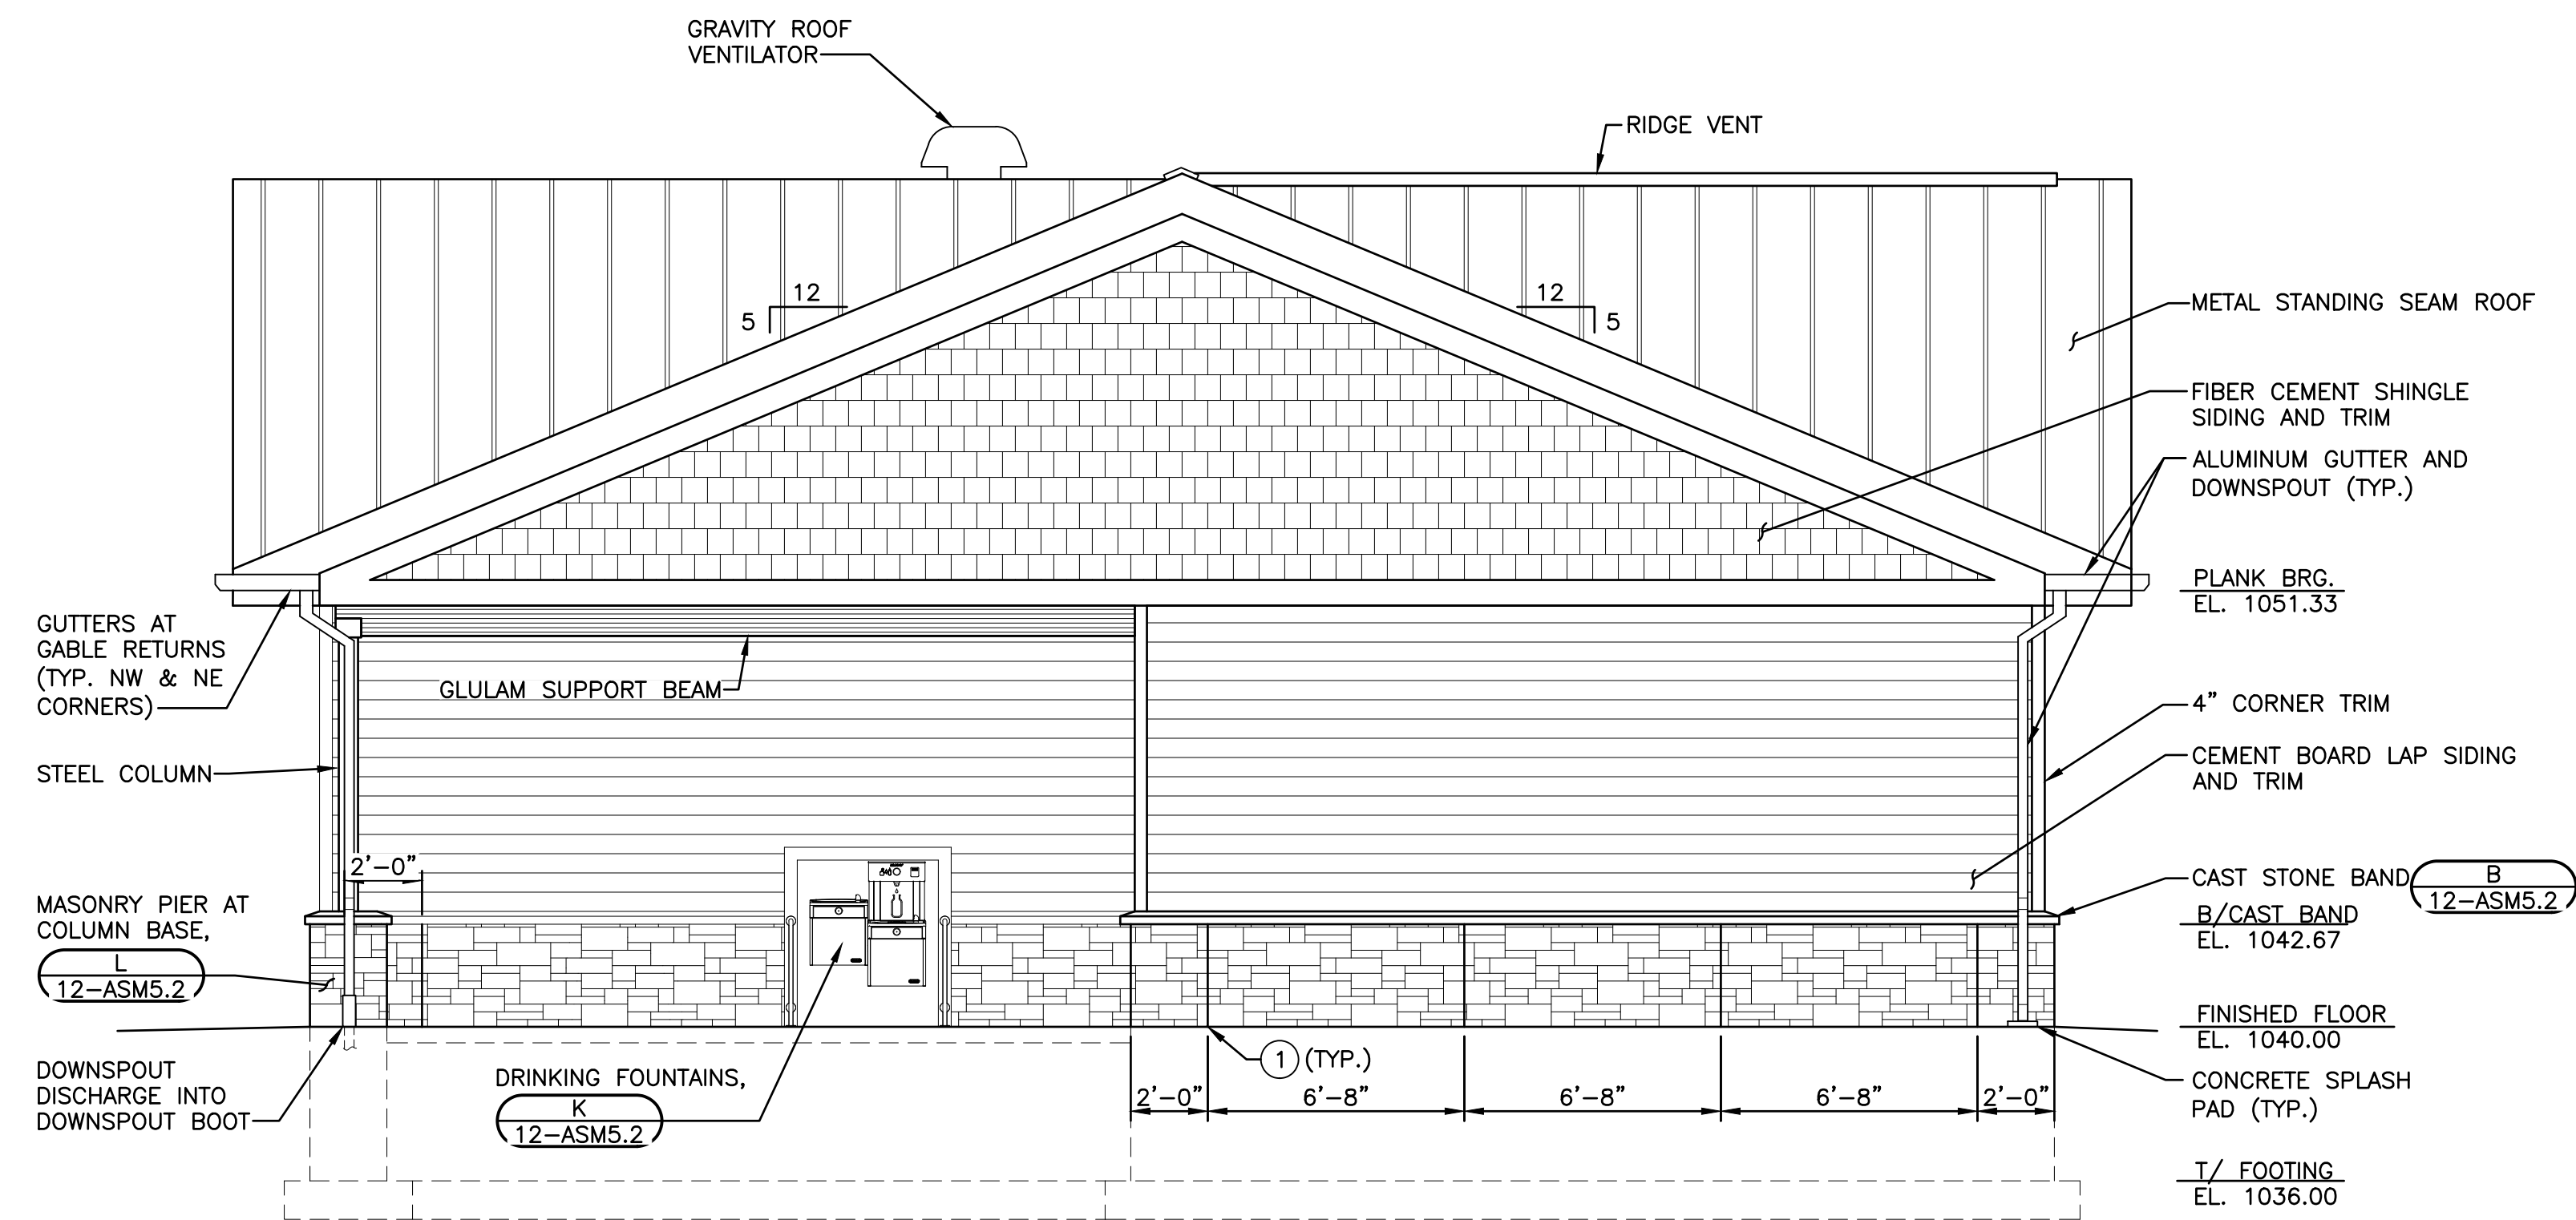 GRAVITY ROOF
VENTILATOR
RIDGE VENT
12
5
12
5
METAL STANDING SEAM ROOF
FIBER CEMENT SHINGLE
SIDING AND TRIM
ALUMINUM GUTTER AND
DOWNSPOUT (TYP.)
PLANK BRG.
EL. 1051.33
GUTTERS AT
GABLE RETURNS
(TYP. NW & NE
CORNERS)
GLULAM SUPPORT BEAM
4” CORNER TRIM
STEEL COLUMN
CEMENT BOARD LAP SIDING
AND TRIM
2’-0”
CAST STONE BAND
B
12-ASM5.2
MASONRY PIER AT
COLUMN BASE,
L
12-ASM5.2
B/CAST BAND
EL. 1042.67
FINISHED FLOOR
EL. 1040.00
DOWNSPOUT
DISCHARGE INTO
DOWNSPOUT BOOT
DRINKING FOUNTAINS,
K
12-ASM5.2
1 (TYP.)
2’-0”
6’-8”
6’-8”
6’-8”
2’-0”
CONCRETE SPLASH
PAD (TYP.)
T/ FOOTING
EL. 1036.00